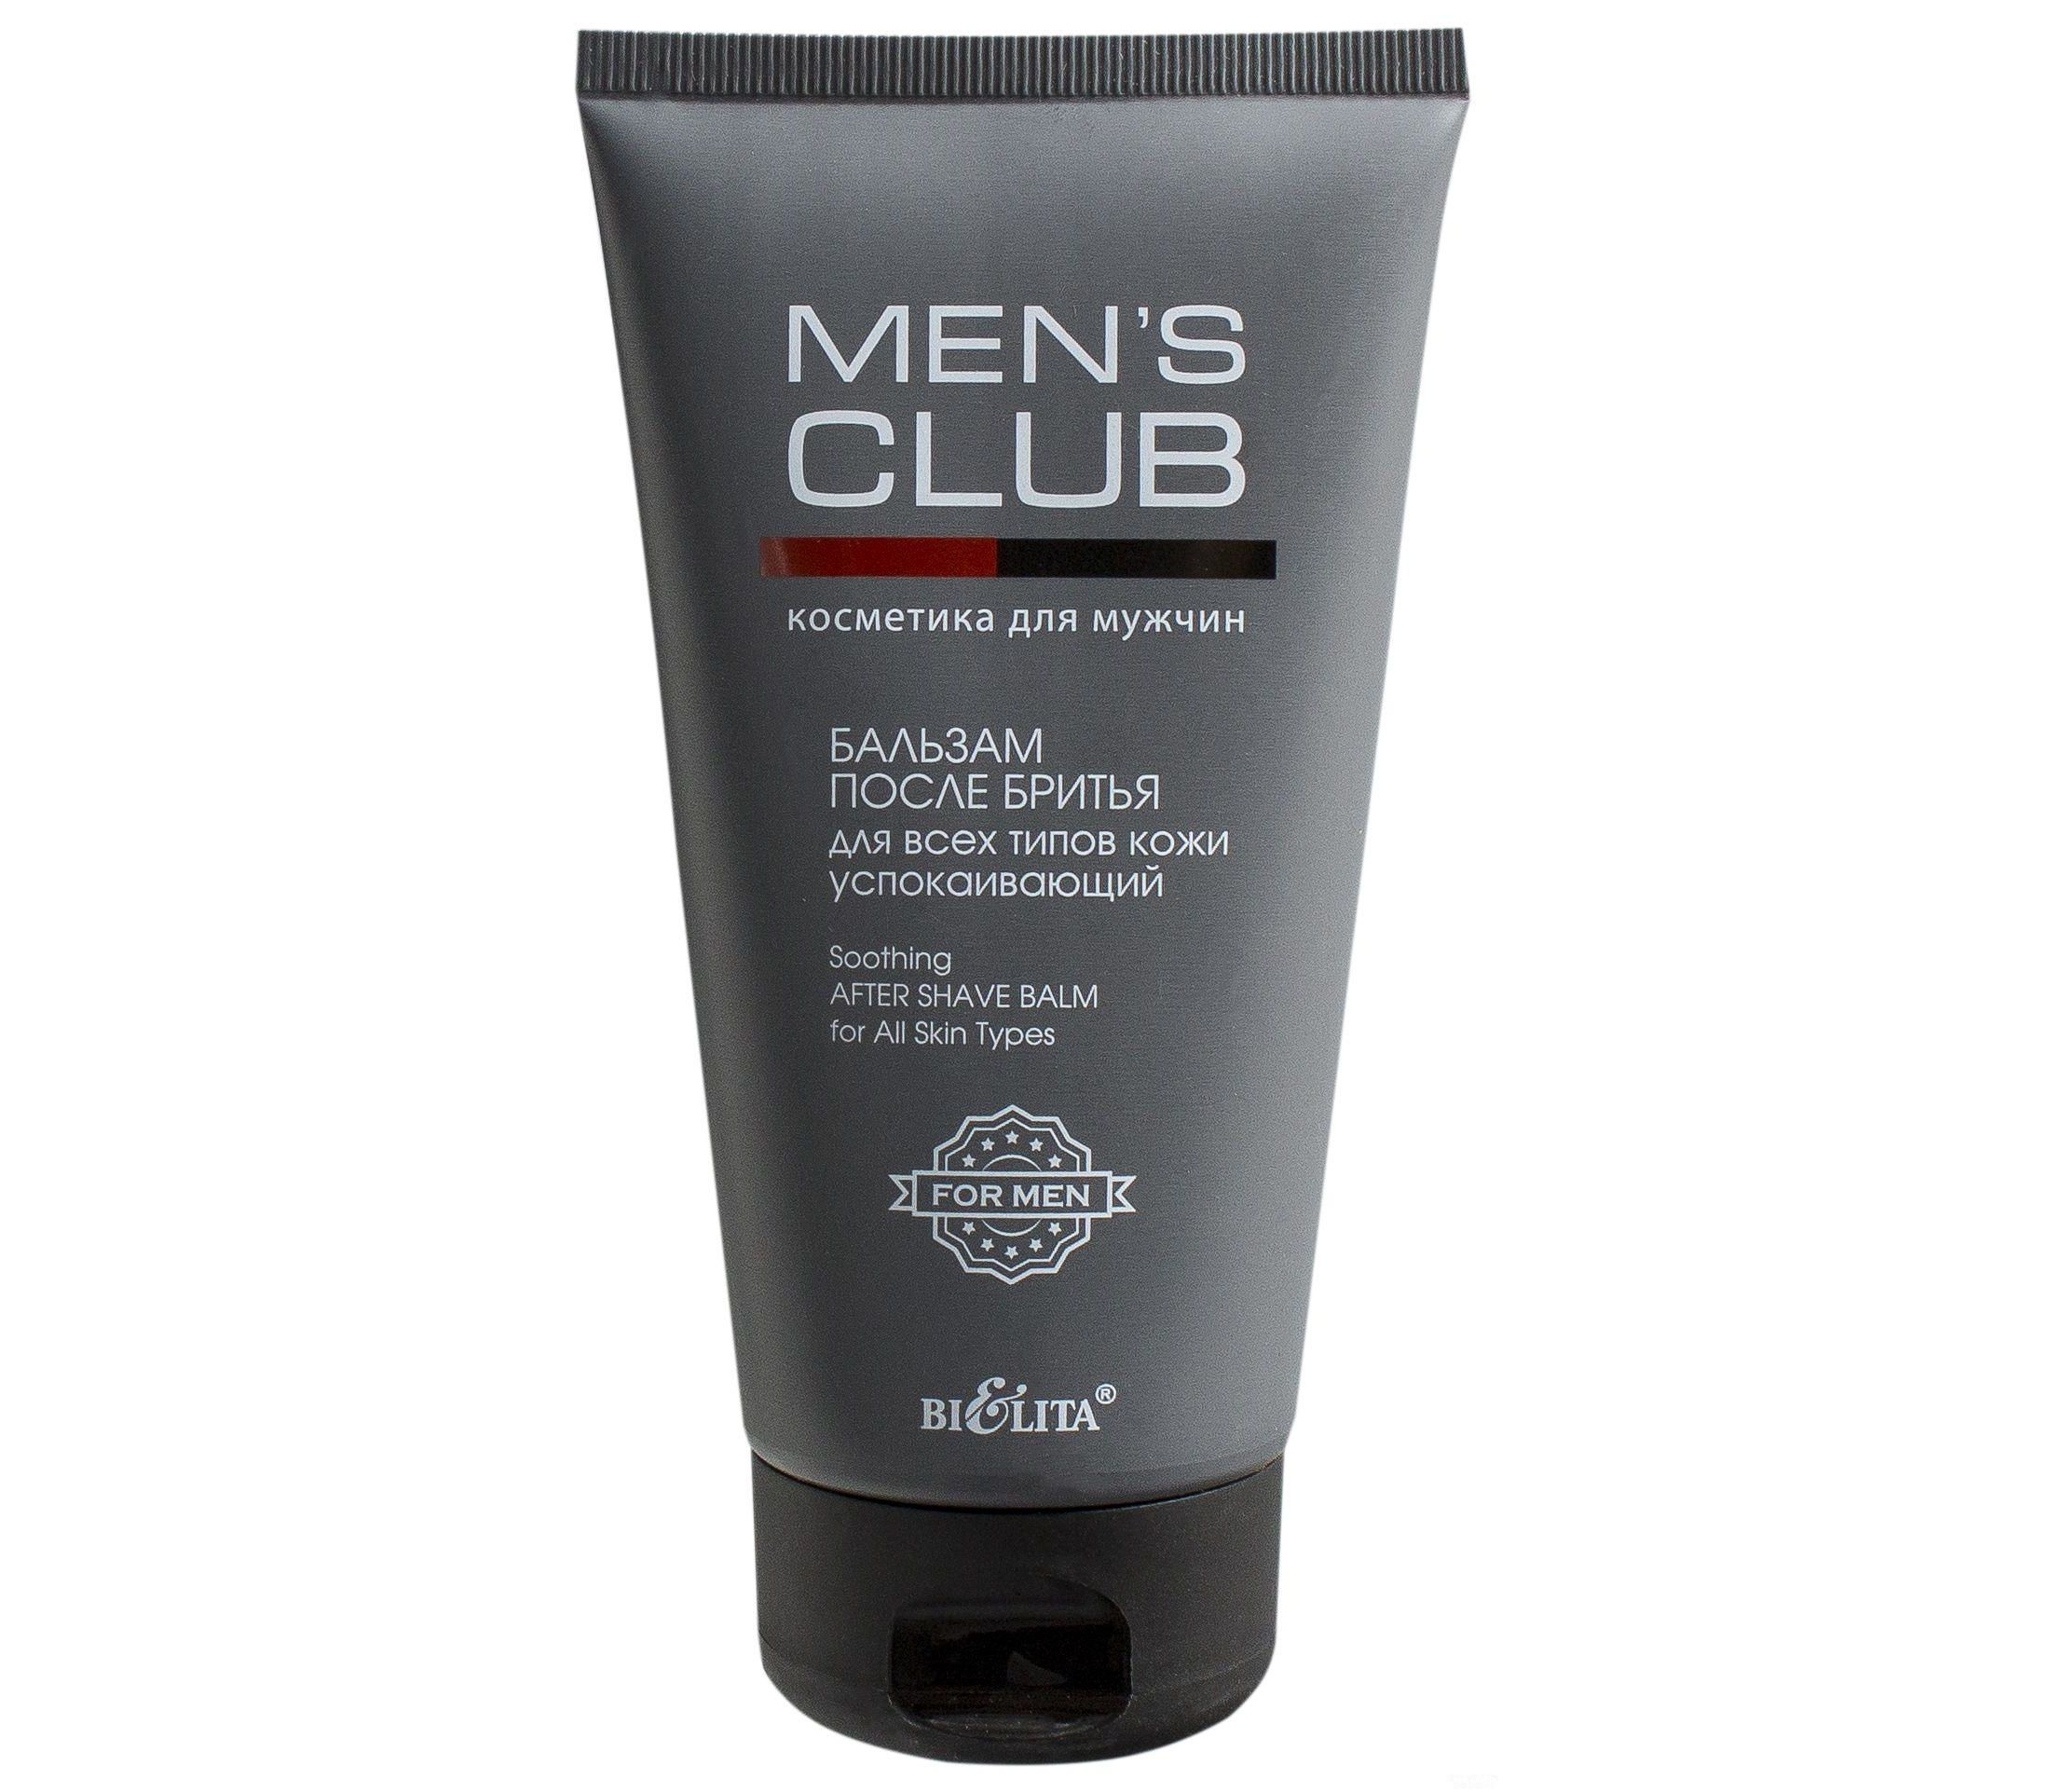 MEN'S
CLUB
косметика для мужчин
БАЛЬЗАМ
ПОСЛЕ БРИТЬЯ
для всех типов кожи
успокаивающий
Soothing
AFTER SHAVE BALM
for All Skin Types
FOR MEN
BIELITA®